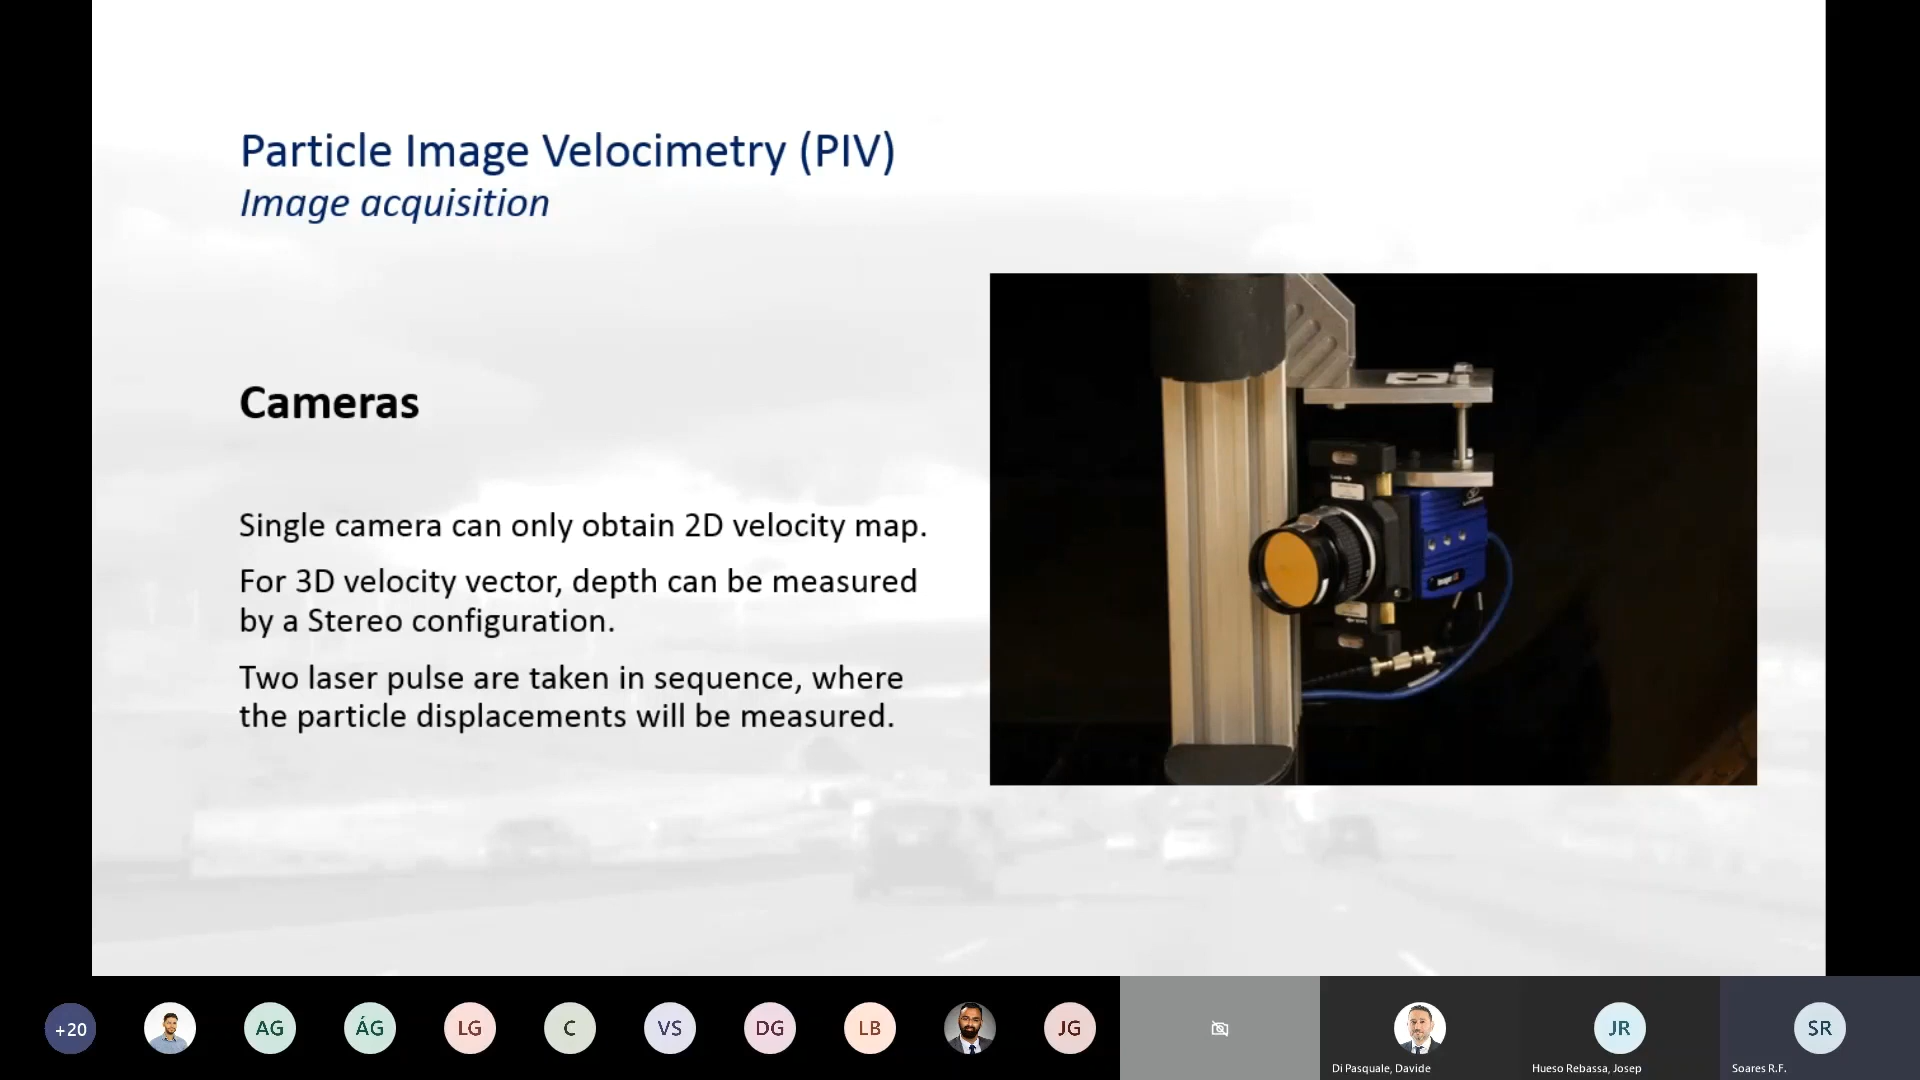 Particle Image Velocimetry (PIV)
Image acquisition
Cameras
Single camera can only obtain 2D velocity map.
For 3D velocity vector, depth can be measured
by a Stereo configuration.
Two laser pulse are taken in sequence, where
the particle displacements will be measured.
+20
AG
ÁG
LG
C
VS
DG
LB
JG
Di Pasquale, Davide
JR
Hueso Rebassa, Josep
SR
Soares R.F.